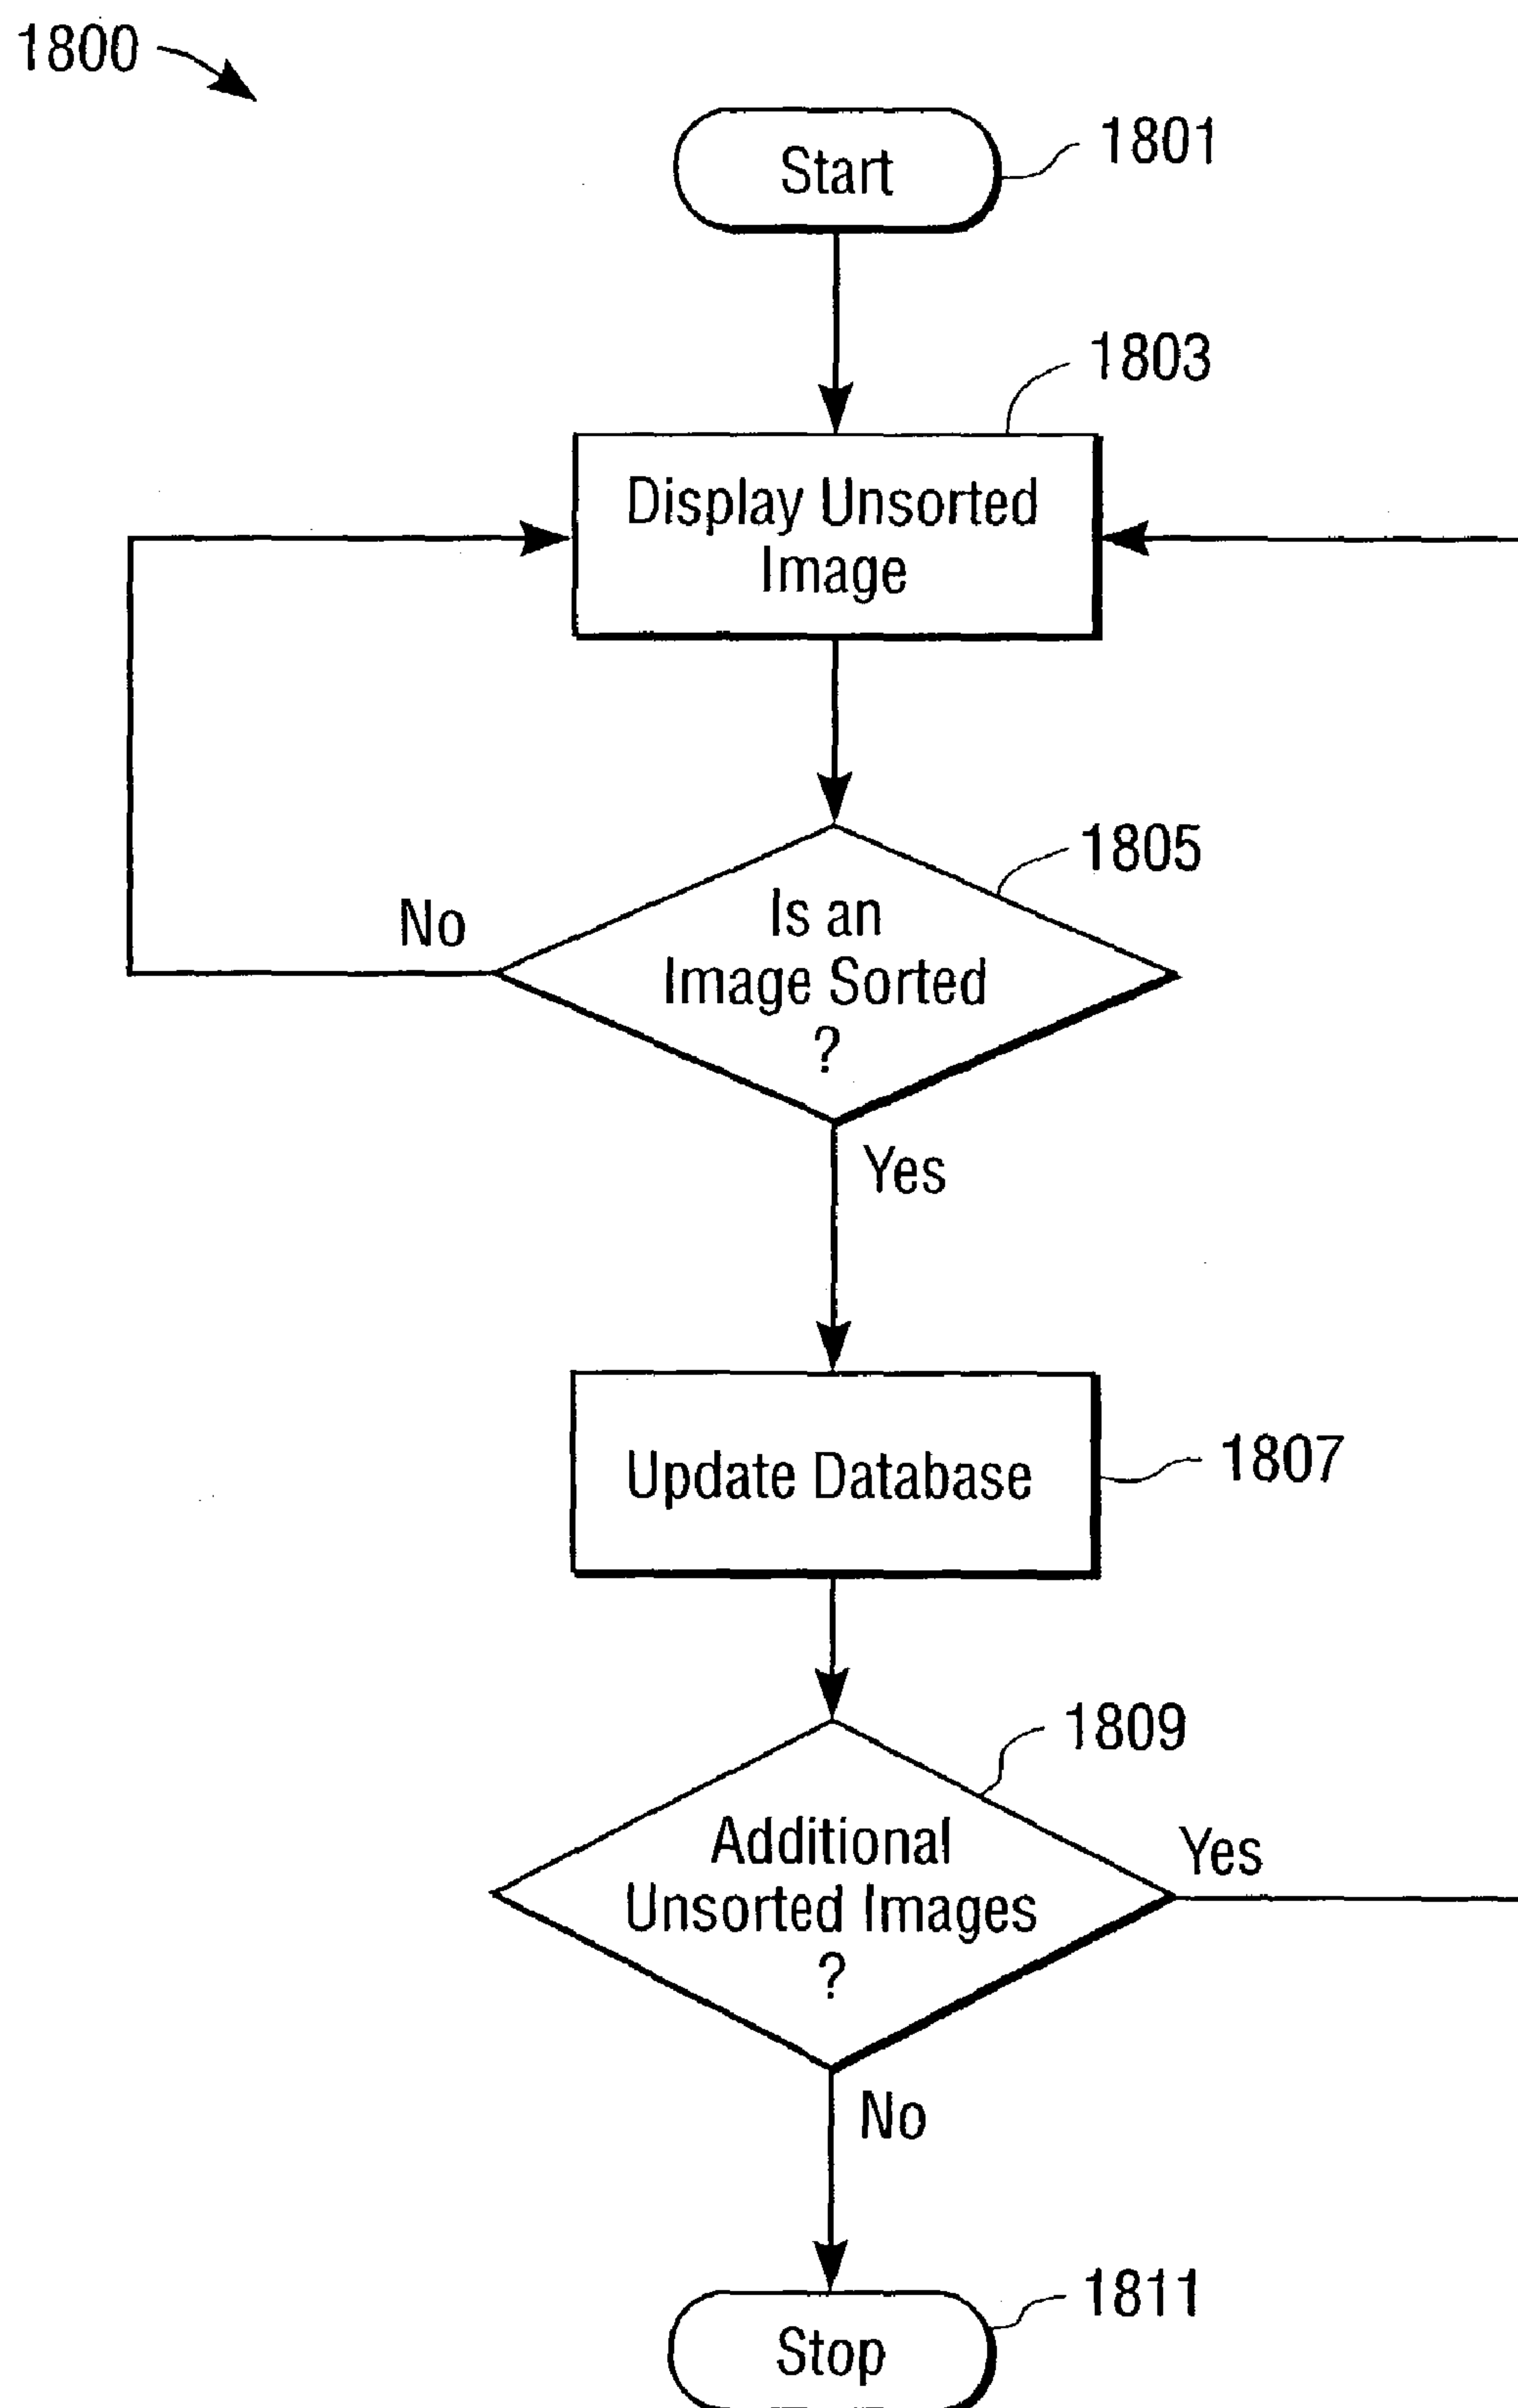 1800
Start
1801
1803
Display Unsorted
Image
1805
No
Is an
Image Sorted
?
Yes
Update Database
1807
1809
Additional
Unsorted Images
?
Yes
No
1811
Stop